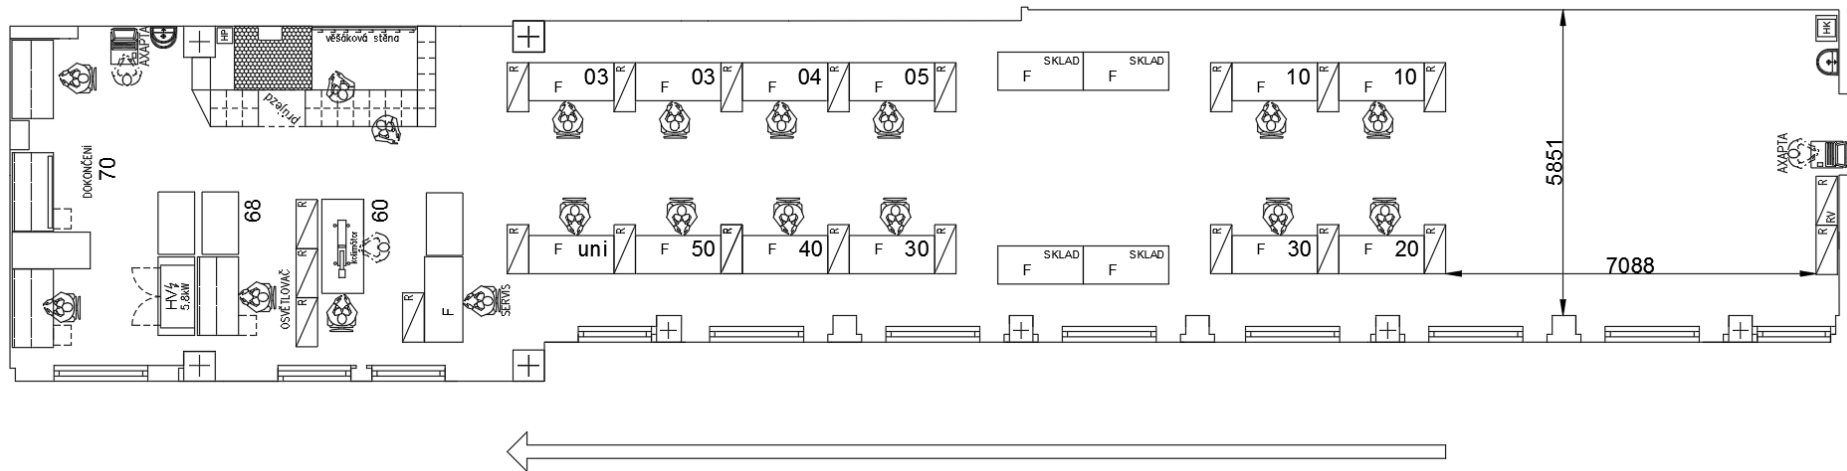 AXAPTA
HP
věšáková stěna
průjezd
R
F 03
R
F 03
R
F 04
R
F 05
R
SKLAD
F
SKLAD
F
R
F 10
R
F 10
R
HK
5851
AXAPTA
DOKONČENÍ
70
68
R
R
R
60
kolimátor
HV
5.8kW
OSVĚTLOVAČ
R
F
SERVIS
R
F uni
R
F 50
R
F 40
R
F 30
R
SKLAD
F
SKLAD
F
R
F 30
R
F 20
R
7088
R
RV
R